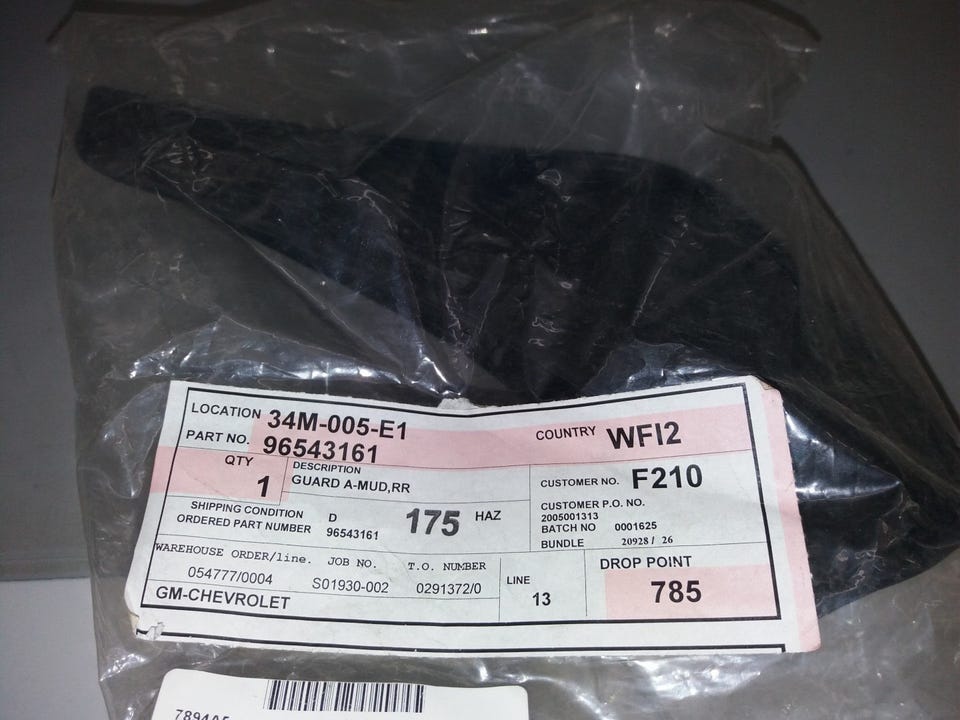 LOCATION 34M-005-E1
PART NO. 96543161
COUNTRY WFI2
QTY 1
DESCRIPTION
GUARD A-MUD,RR
CUSTOMER NO. F210
CUSTOMER P.O. NO.
2005001313
BATCH NO 0001625
BUNDLE 20928 / 26
SHIPPING CONDITION D
ORDERED PART NUMBER 96543161
175 HAZ
WAREHOUSE ORDER/line. JOB NO. T.O. NUMBER
054777/0004 S01930-002 0291372/0
LINE
13
DROP POINT
785
GM-CHEVROLET